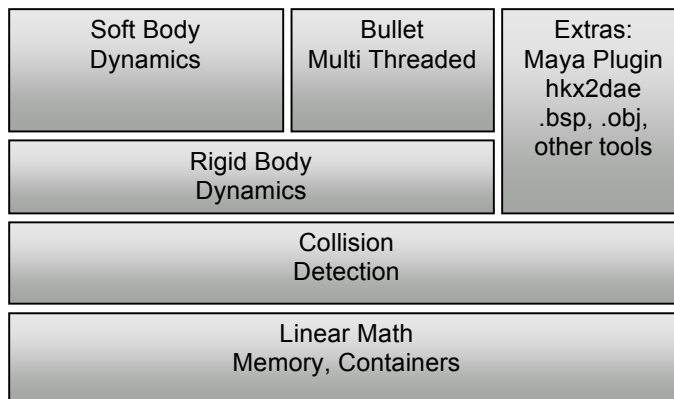 Soft Body
Dynamics
Bullet
Multi Threaded
Extras:
Maya Plugin
hkx2dae
.bsp, .obj,
other tools
Rigid Body
Dynamics
Collision
Detection
Linear Math
Memory, Containers